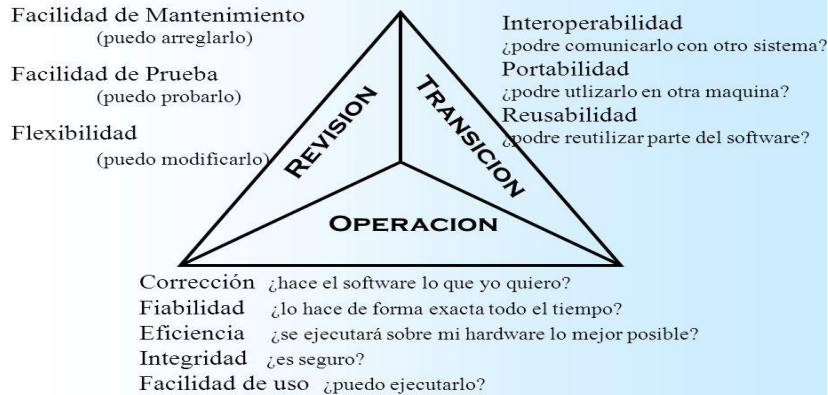 Facilidad de Mantenimiento
(puedo arreglarlo)
Facilidad de Prueba
(puedo probarlo)
Flexibilidad
(puedo modificarlo)
REVISION
TRANSICION
OPERACION
Interoperabilidad
¿podre comunicarlo con otro sistema?
Portabilidad
¿podre utlizarlo en otra maquina?
Reusabilidad
¿podre reutilizar parte del software?
Corrección ¿hace el software lo que yo quiero?
Fiabilidad ¿lo hace de forma exacta todo el tiempo?
Eficiencia ¿se ejecutará sobre mi hardware lo mejor posible?
Integridad ¿es seguro?
Facilidad de uso ¿puedo ejecutarlo?